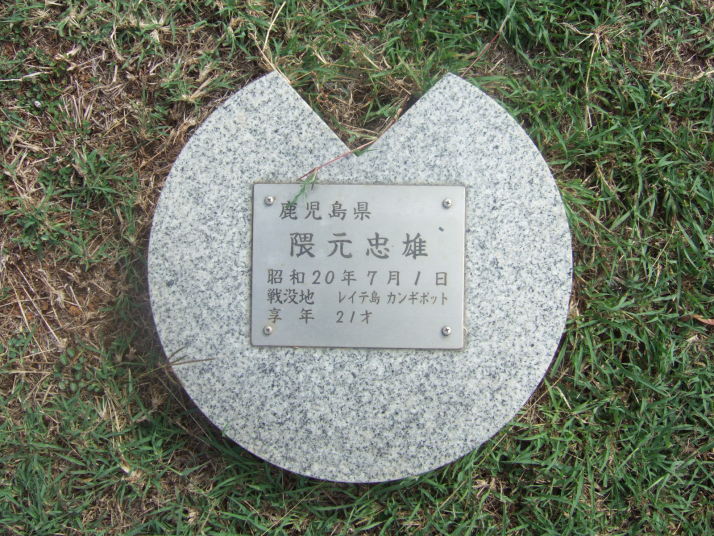 鹿児島県
隈元忠雄
昭和20年7月1日
戦没地 レイテ島 カンギポット
享年 21才